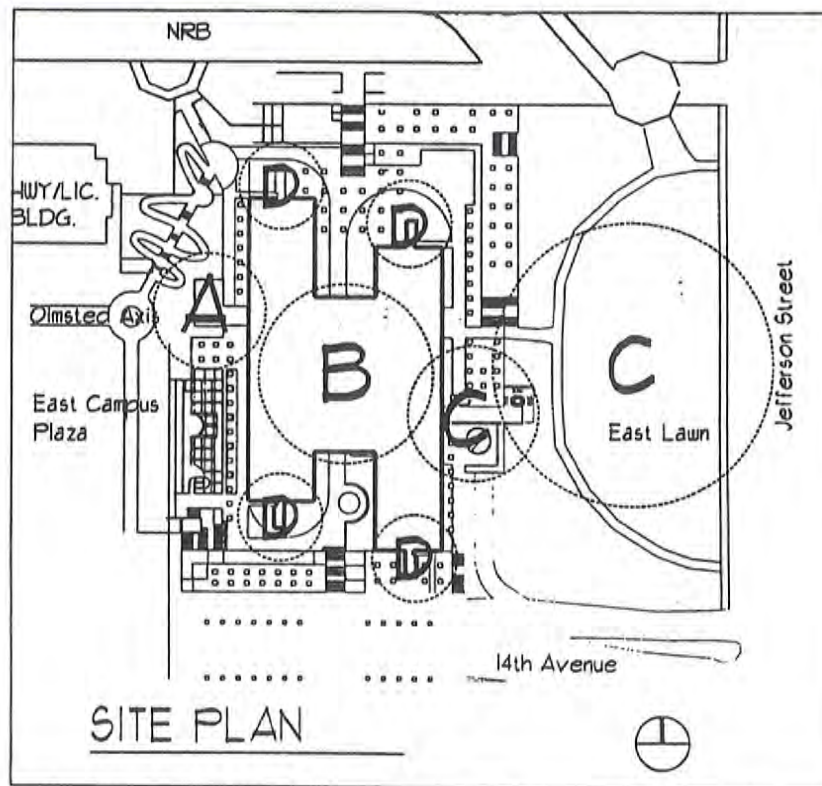 NRB
HWY/LIC.
BLDG.
D
D
A
Olmsted Axis
B
C
C
East Campus
Plaza
East Lawn
Jefferson Street
D
D
14th Avenue
SITE PLAN